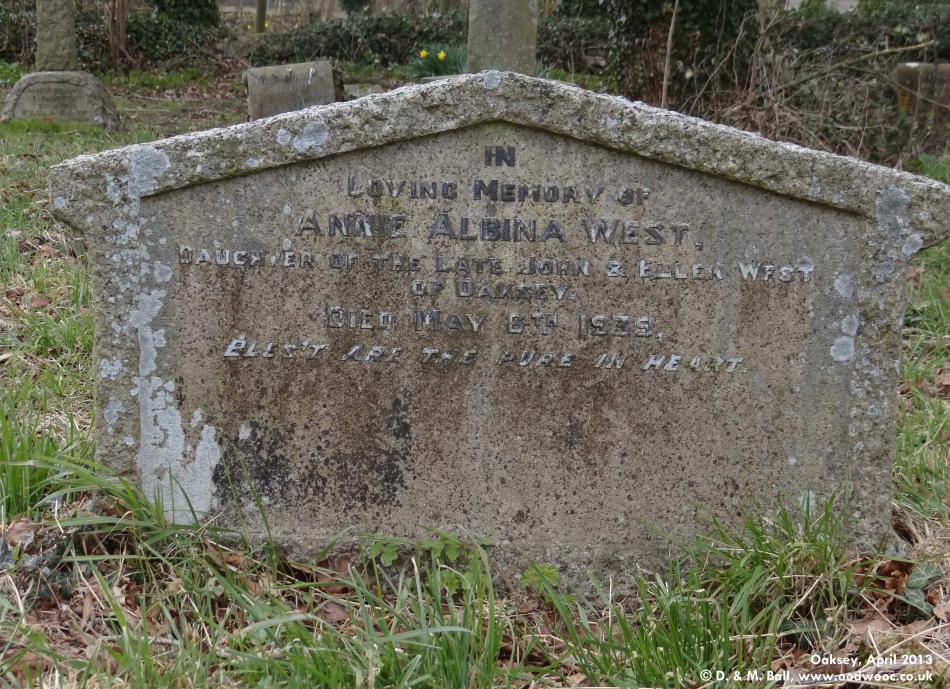 IN
LOVING MEMORY OF
ANNIE ALBINA WEST,
DAUGHTER OF THE LATE JOHN & ELLEN WEST
OF OAKSEY.
DIED MAY 6TH 1939,
BLES'T ARE THE PURE IN HEART.
Oaksey, April 2013
© D. & M. Ball, www.oodwooc.co.uk